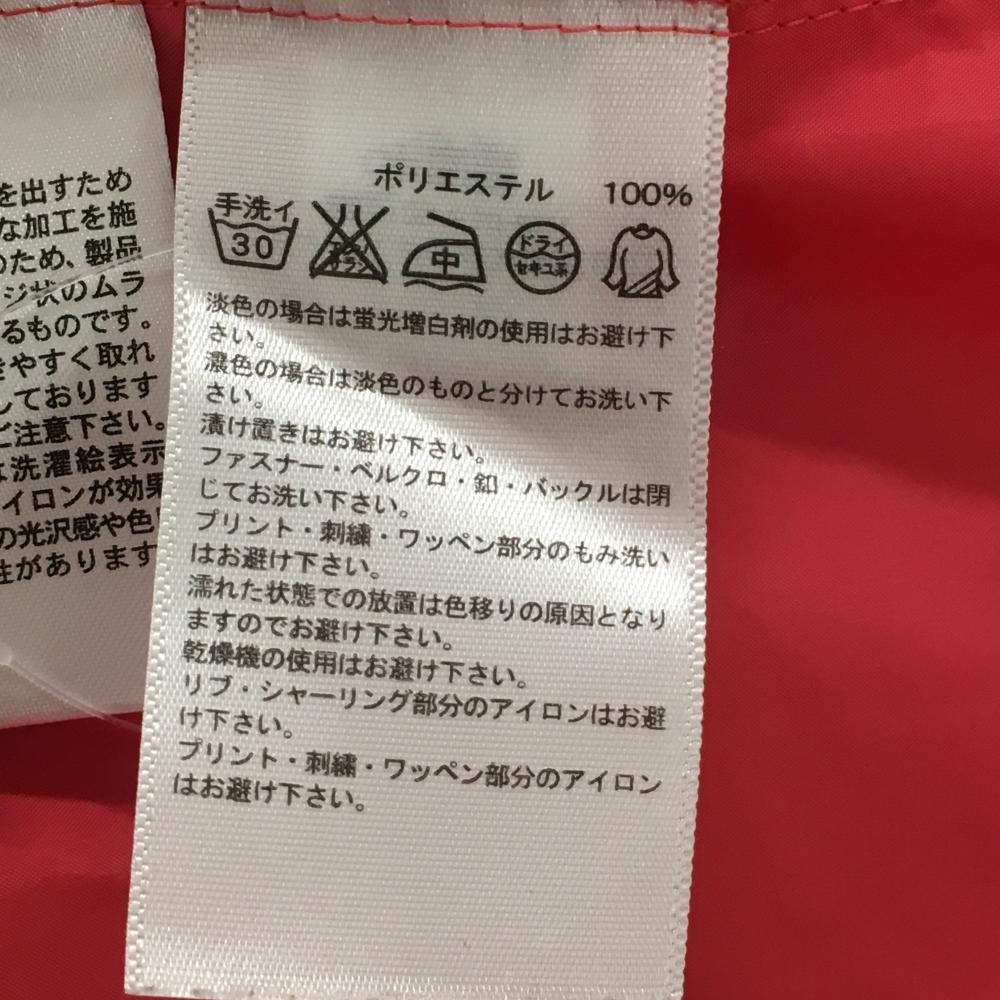 を出すため
な加工を施
のため、製品
ジ状のムラ
るものです。
きやすく取れ
しております
ご注意下さい。
は洗濯絵表示
イロンが効果
の光沢感や色
性があります
ポリエステル 100%
手洗イ 30 エンソ サラシ 中 ドライ セキユ系
淡色の場合は蛍光増白剤の使用はお避け下
さい。
濃色の場合は淡色のものと分けてお洗い下
さい。
漬け置きはお避け下さい。
ファスナー・ベルクロ・釦・バックルは閉
じてお洗い下さい。
プリント・刺繍・ワッペン部分のもみ洗い
はお避け下さい。
濡れた状態での放置は色移りの原因となり
ますのでお避け下さい。
乾燥機の使用はお避け下さい。
リブ・シャーリング部分のアイロンはお避
け下さい。
プリント・刺繍・ワッペン部分のアイロン
はお避け下さい。